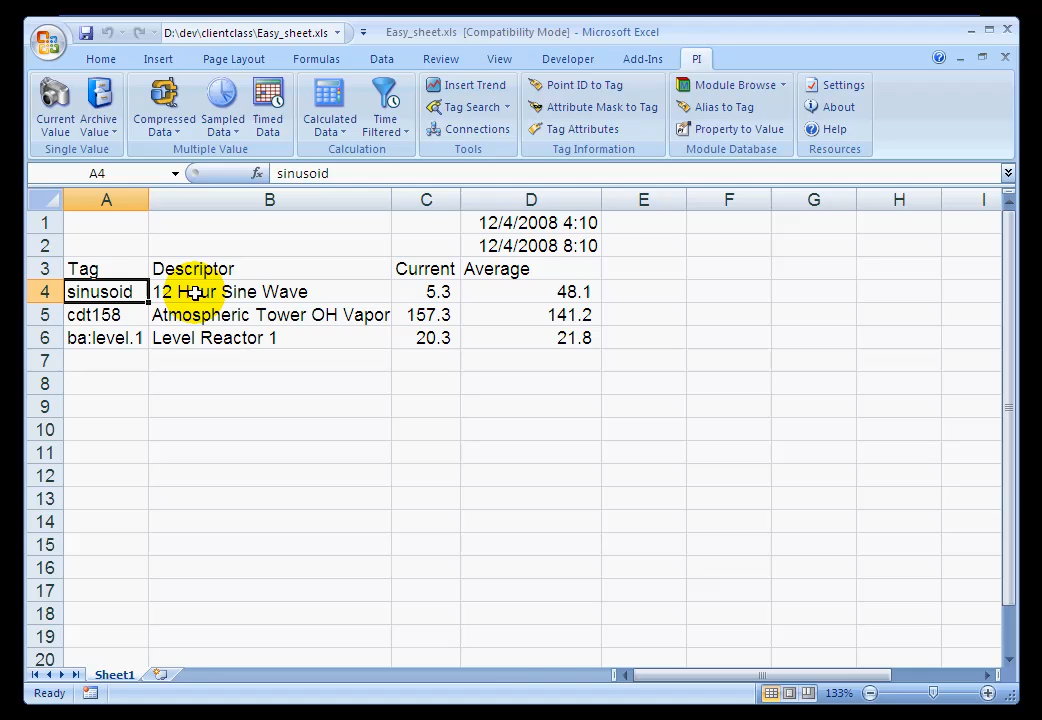 D:\dev\clientclass\Easy_sheet.xls
Easy_sheet.xls [Compatibility Mode] - Microsoft Excel
Home Insert Page Layout Formulas Data Review View Developer Add-Ins PI
Current Value
Archive Value
Single Value
Compressed Data
Sampled Data
Timed Data
Multiple Value
Calculated Data
Time Filtered
Calculation
Insert Trend
Tag Search
Connections
Tools
Point ID to Tag
Attribute Mask to Tag
Tag Attributes
Tag Information
Module Browse
Alias to Tag
Property to Value
Module Database
Settings
About
Help
Resources
A4 fx sinusoid
A B C D E F G H I
1 12/4/2008 4:10
2 12/4/2008 8:10
3 Tag Descriptor Current Average
4 sinusoid 12 Hour Sine Wave 5.3 48.1
5 cdt158 Atmospheric Tower OH Vapor 157.3 141.2
6 ba:level.1 Level Reactor 1 20.3 21.8
7
8
9
10
11
12
13
14
15
16
17
18
19
20
Sheet1
Ready 133%